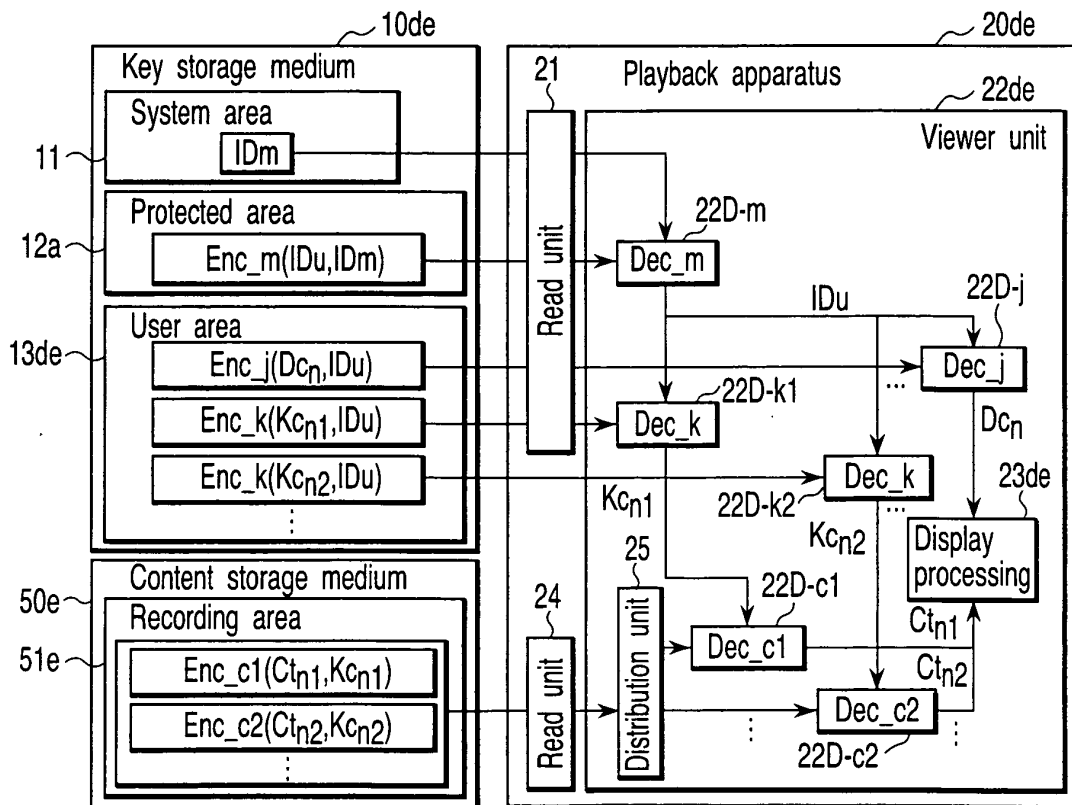 10de
20de
Key storage medium
System area
IDm
11
Protected area
Enc_m(IDu,IDm)
12a
User area
13de
Enc_j(Dcn,IDu)
Enc_k(Kcn1,IDu)
Enc_k(Kcn2,IDu)
Content storage medium
50e
Recording area
51e
Enc_c1(Ctn1,Kcn1)
Enc_c2(Ctn2,Kcn2)
Playback apparatus
21
22de
Read unit
Viewer unit
22D-m
Dec_m
IDu
22D-j
Dec_j
...
22D-k1
Dec_k
Dcn
Dec_k
...
22D-k2
Kcn1
Kcn2
23de
Display
processing
24
Read unit
25
Distribution unit
22D-c1
Dec_c1
Ctn1
Ctn2
Dec_c2
22D-c2